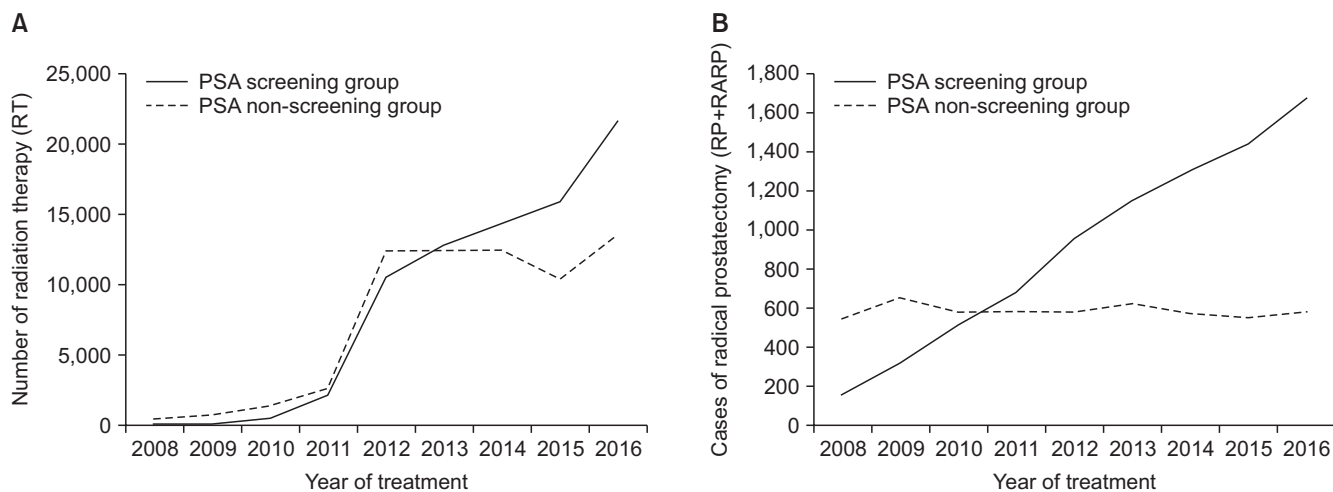 A
Number of radiation therapy (RT)
25,000
20,000
15,000
10,000
5,000
0
PSA screening group
PSA non-screening group
2008 2009 2010 2011 2012 2013 2014 2015 2016
Year of treatment
B
Cases of radical prostatectomy (RP+RARP)
1,800
1,600
1,400
1,200
1,000
800
600
400
200
0
PSA screening group
PSA non-screening group
2008 2009 2010 2011 2012 2013 2014 2015 2016
Year of treatment